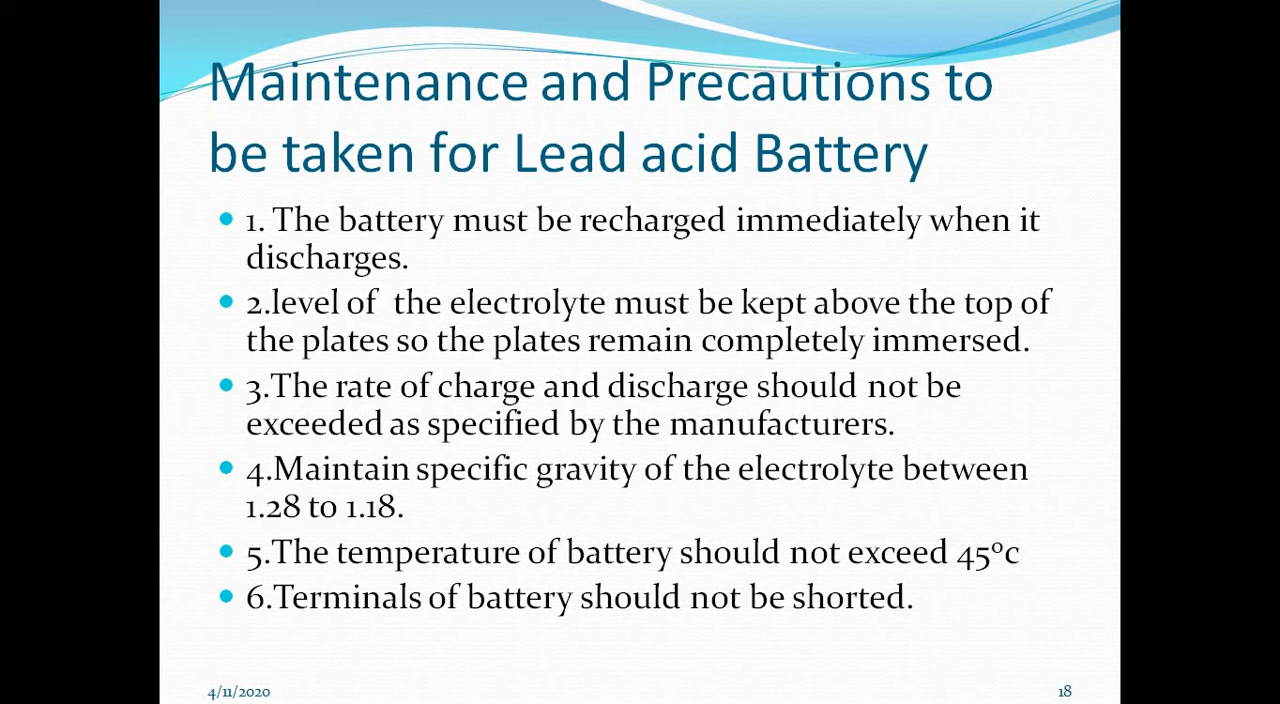 Maintenance and Precautions to
be taken for Lead acid Battery
• 1. The battery must be recharged immediately when it
discharges.
• 2.level of  the electrolyte must be kept above the top of
the plates so the plates remain completely immersed.
• 3.The rate of charge and discharge should not be
exceeded as specified by the manufacturers.
• 4.Maintain specific gravity of the electrolyte between
1.28 to 1.18.
• 5.The temperature of battery should not exceed 45⁰c
• 6.Terminals of battery should not be shorted.
4/11/2020
18